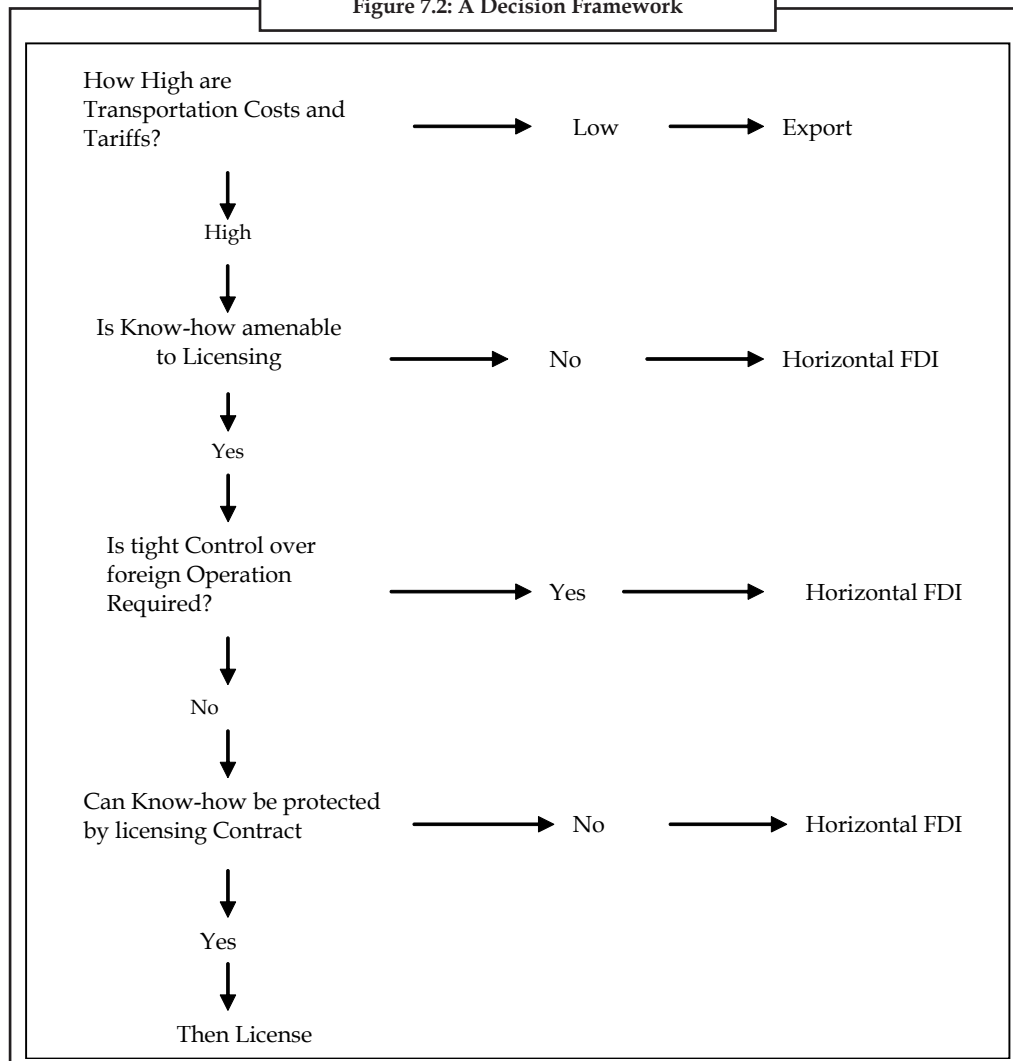 Figure 7.2: A Decision Framework
How High are
Transportation Costs and
Tariffs?
Low
Export
High
Is Know-how amenable
to Licensing
No
Horizontal FDI
Yes
Is tight Control over
foreign Operation
Required?
Yes
Horizontal FDI
No
Can Know-how be protected
by licensing Contract
No
Horizontal FDI
Yes
Then License